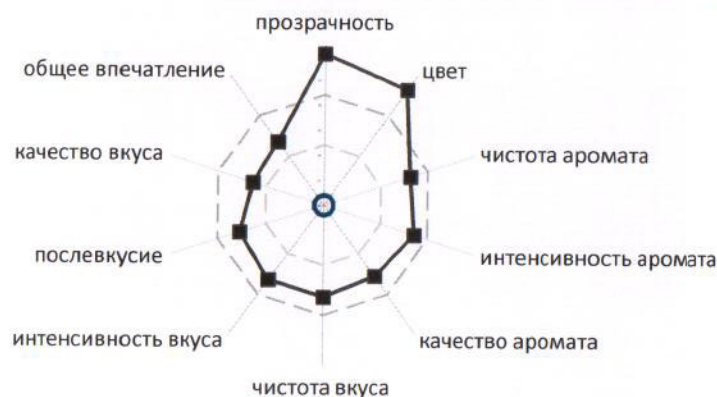 прозрачность
цвет
чистота аромата
интенсивность аромата
качество аромата
чистота вкуса
интенсивность вкуса
послевкусие
качество вкуса
общее впечатление